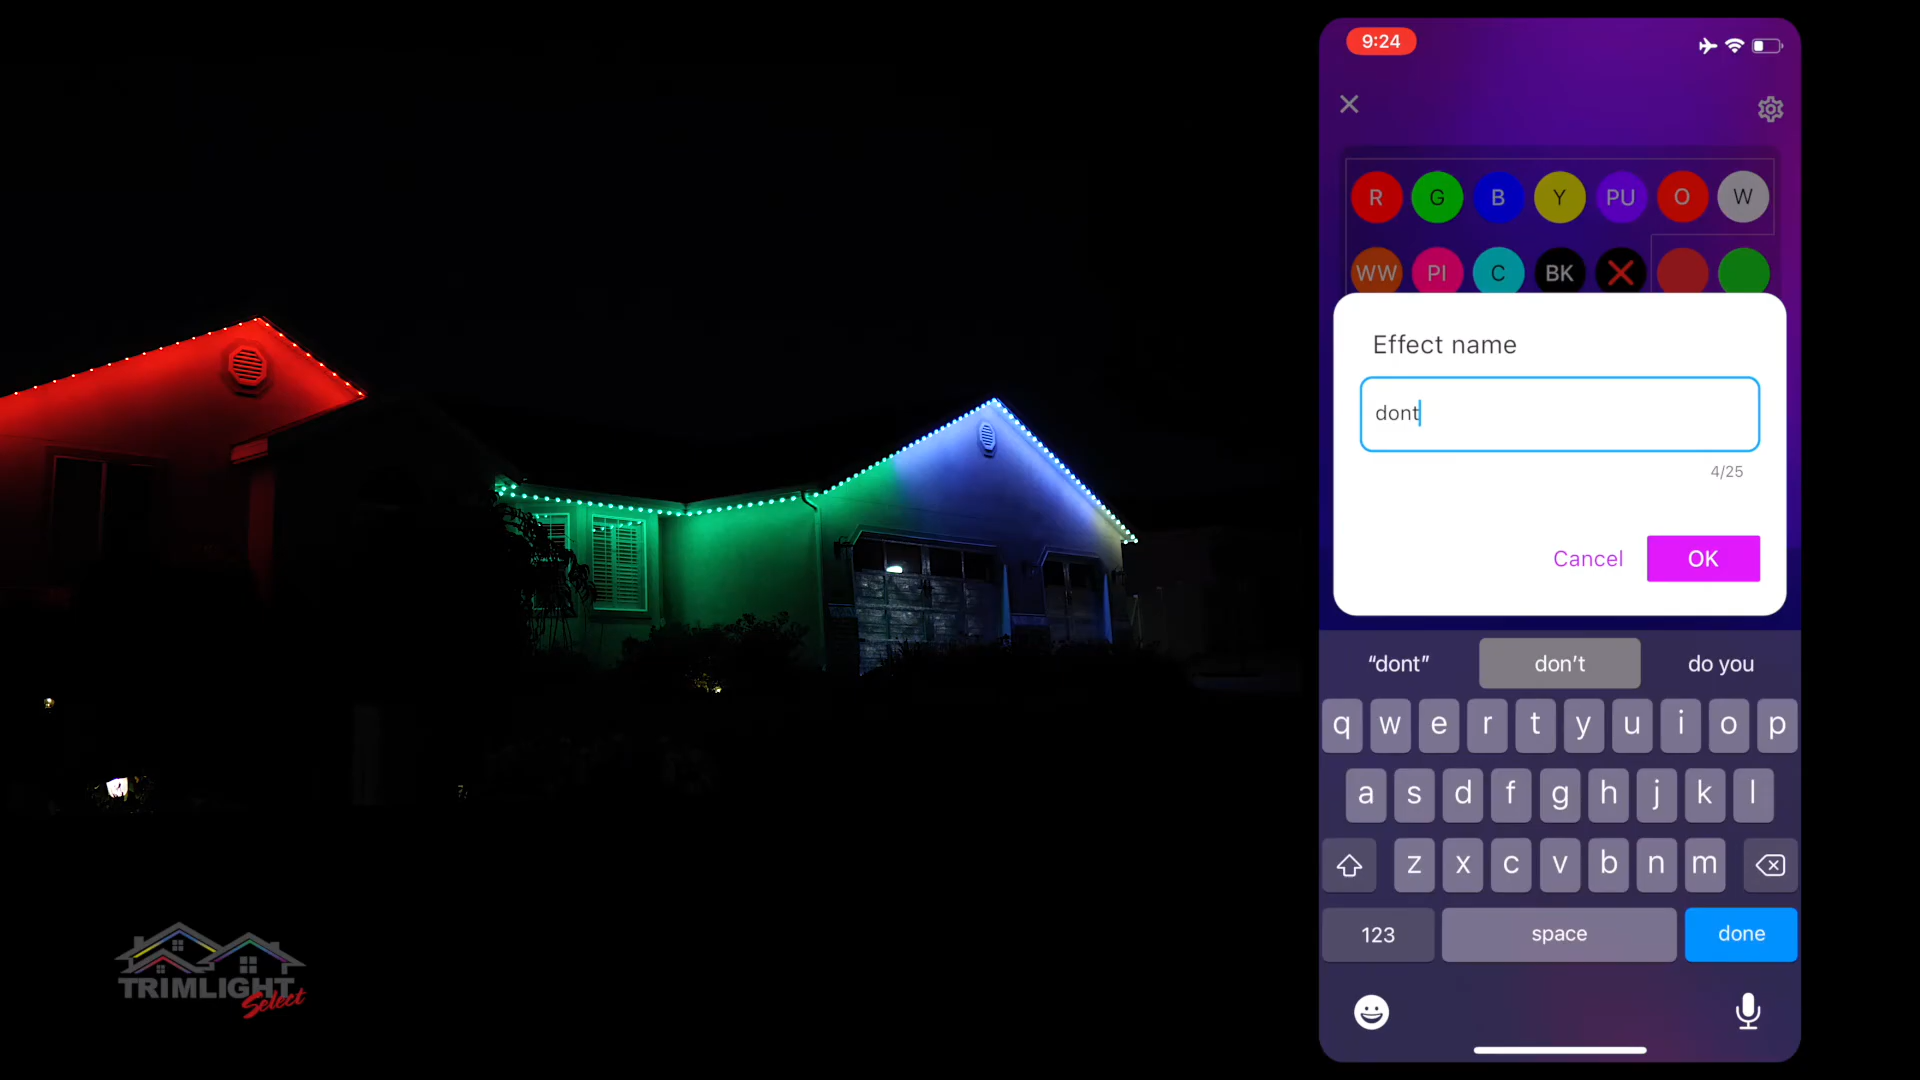 9:24
R G B Y PU O W
WW PI C BK
Effect name
dont
4/25
Cancel OK
“dont” don’t do you
q w e r t y u i o p
a s d f g h j k l
z x c v b n m
123 space done
TRIMLIGHT
Select